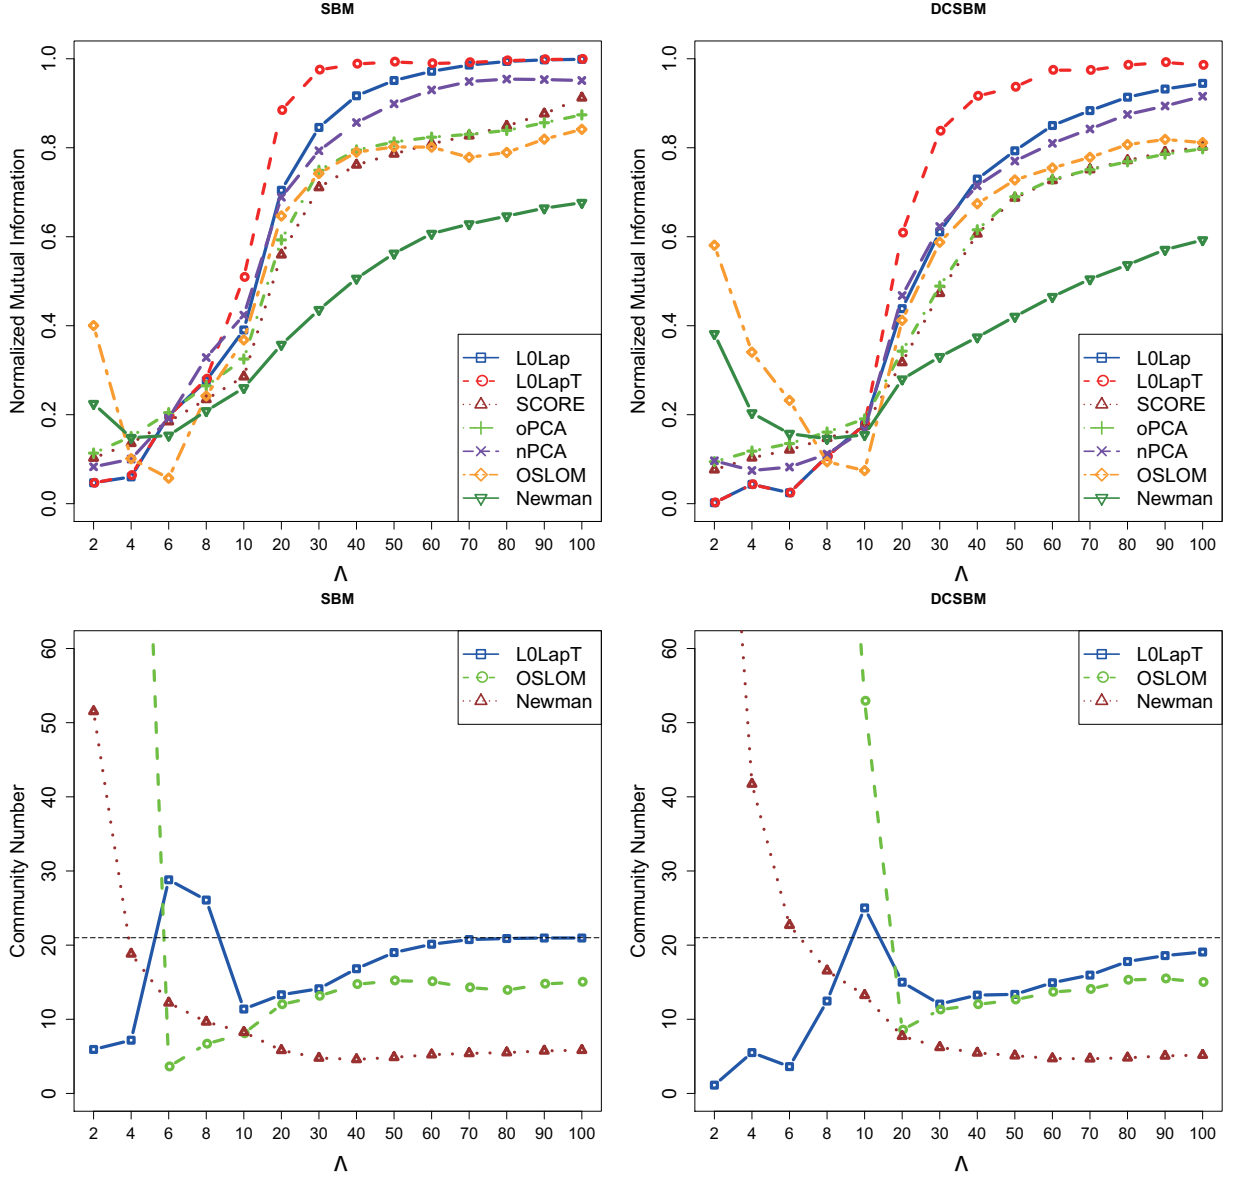 SBM
Normalized Mutual Information
1.0
0.8
0.6
0.4
0.2
0.0
L0Lap
L0LapT
SCORE
oPCA
nPCA
OSLOM
Newman
2 4 6 8 10 20 30 40 50 60 70 80 90 100
Λ
DCSBM
Normalized Mutual Information
1.0
0.8
0.6
0.4
0.2
0.0
L0Lap
L0LapT
SCORE
oPCA
nPCA
OSLOM
Newman
2 4 6 8 10 20 30 40 50 60 70 80 90 100
Λ
SBM
Community Number
60
50
40
30
20
10
0
L0LapT
OSLOM
Newman
2 4 6 8 10 20 30 40 50 60 70 80 90 100
Λ
DCSBM
Community Number
60
50
40
30
20
10
0
L0LapT
OSLOM
Newman
2 4 6 8 10 20 30 40 50 60 70 80 90 100
Λ